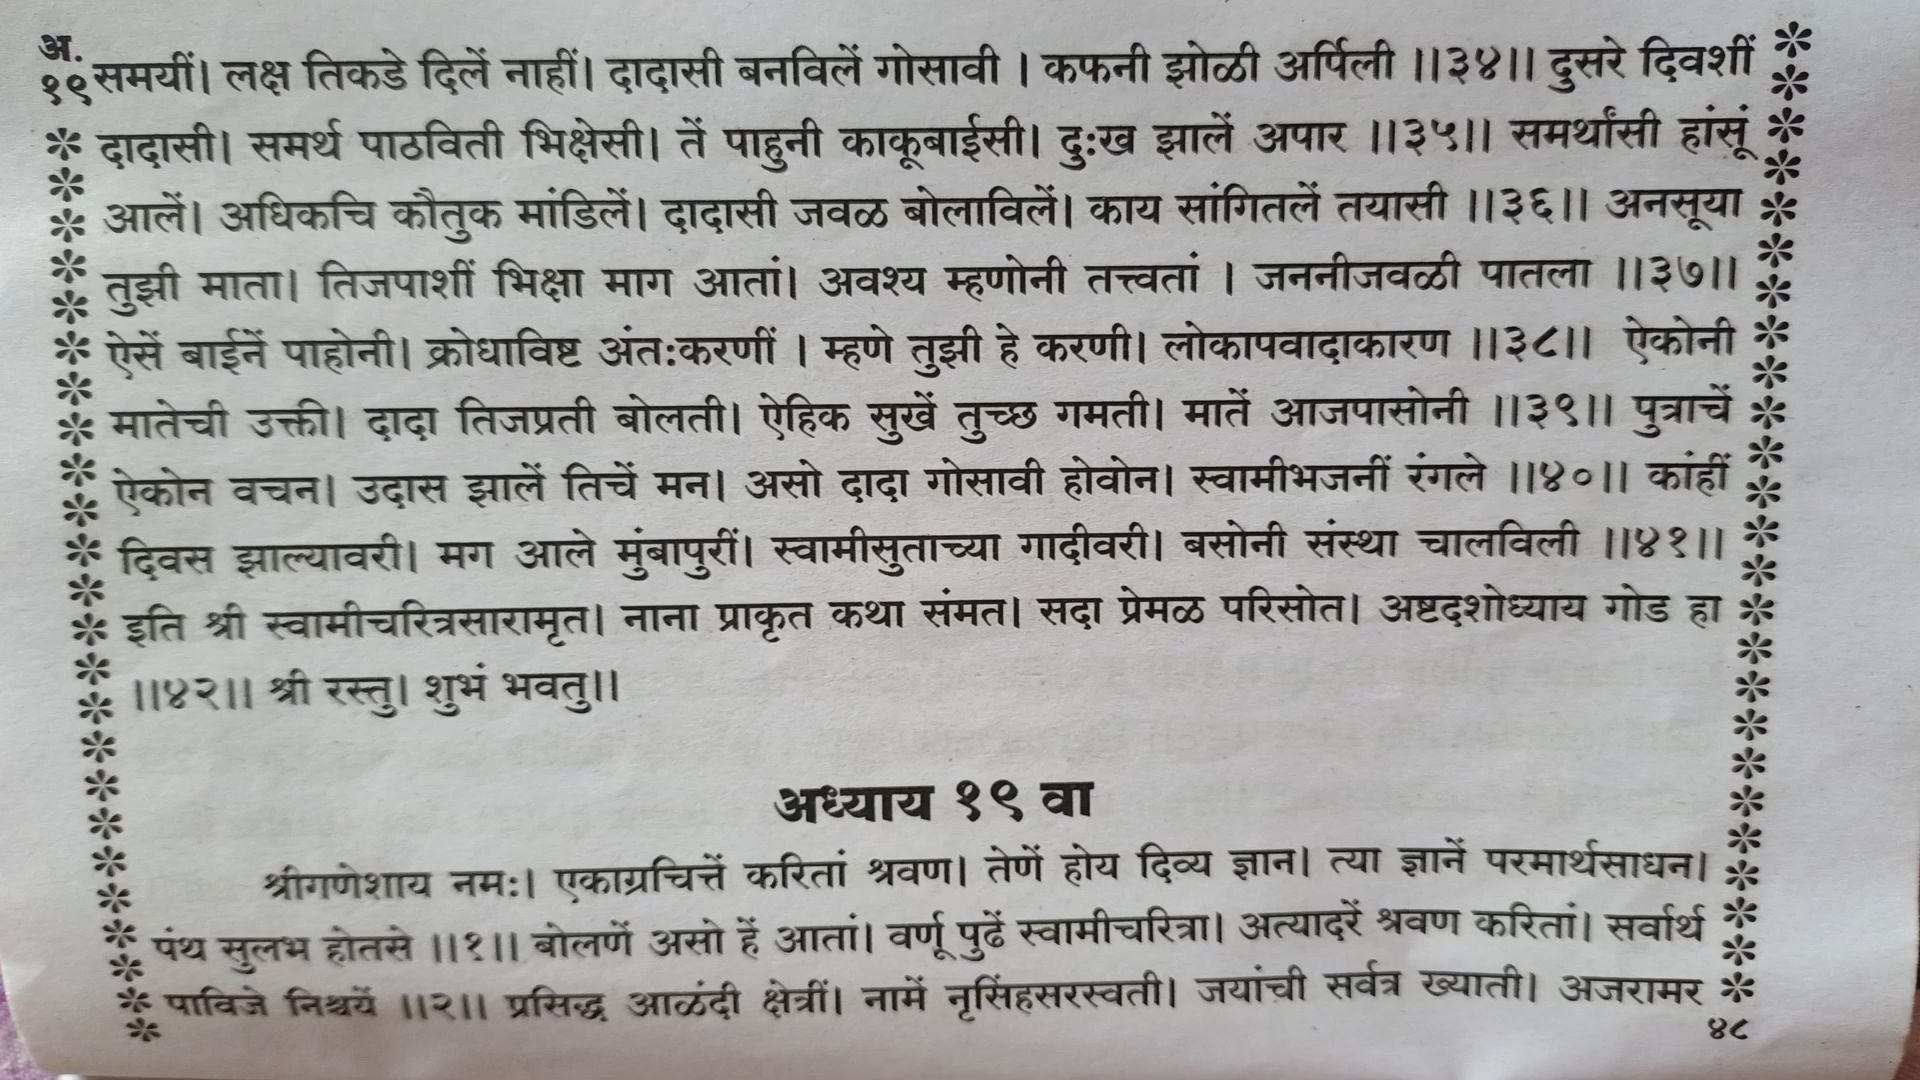 अ.
१९
समयीं। लक्ष तिकडे दिलें नाहीं। दादासी बनविलें गोसावी । कफनी झोळी अर्पिली ।।३४।। दुसरे दिवशीं
दादासी। समर्थ पाठविती भिक्षेसी। तें पाहुनी काकूबाईसी। दुःख झालें अपार ।।३५।। समर्थांसी हांसूं
आलें। अधिकचि कौतुक मांडिलें। दादासी जवळ बोलाविलें। काय सांगितलें तयासी ।।३६।। अनसूया
तुझी माता। तिजपाशीं भिक्षा माग आतां। अवश्य म्हणोनी तत्त्वतां । जननीजवळी पातला ।।३७।।
ऐसें बाईनें पाहोनी। क्रोधाविष्ट अंतःकरणीं । म्हणे तुझी हे करणी। लोकापवादाकारण ।।३८।। ऐकोनी
मातेची उक्ती। दादा तिजप्रती बोलती। ऐहिक सुखें तुच्छ गमती। मातें आजपासोनी ।।३९।। पुत्राचें
ऐकोन वचन। उदास झालें तिचें मन। असो दादा गोसावी होवोन। स्वामीभजनीं रंगले ।।४०।। कांहीं
दिवस झाल्यावरी। मग आले मुंबापुरीं। स्वामीसुताच्या गादीवरी। बसोनी संस्था चालविली ।।४१।।
इति श्री स्वामीचरित्रसारामृत। नाना प्राकृत कथा संमत। सदा प्रेमळ परिसोत। अष्टदशोध्याय गोड हा
।।४२।। श्री रस्तु। शुभं भवतु।।
अध्याय १९ वा
श्रीगणेशाय नमः। एकाग्रचित्तें करितां श्रवण। तेणें होय दिव्य ज्ञान। त्या ज्ञानें परमार्थसाधन।
पंथ सुलभ होतसे ।।१।। बोलणें असो हें आतां। वर्णू पुढें स्वामीचरित्रा। अत्यादरें श्रवण करितां। सर्वार्थ
पाविजे निश्चयें ।।२।। प्रसिद्ध आळंदी क्षेत्रीं। नामें नृसिंहसरस्वती। जयांची सर्वत्र ख्याती। अजरामर
४८